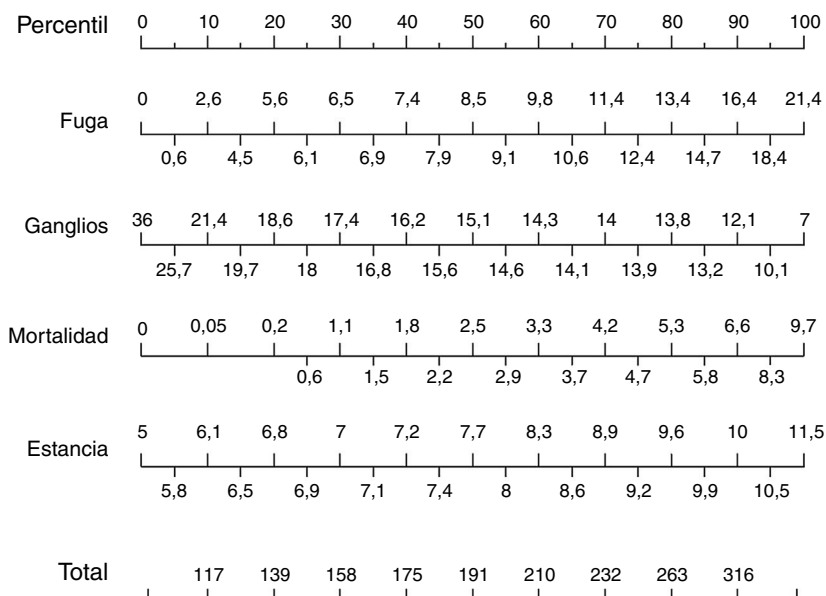 Percentil 0 10 20 30 40 50 60 70 80 90 100
0 2,6 5,6 6,5 7,4 8,5 9,8 11,4 13,4 16,4 21,4
Fuga
0,6 4,5 6,1 6,9 7,9 9,1 10,6 12,4 14,7 18,4
Ganglios 36 21,4 18,6 17,4 16,2 15,1 14,3 14 13,8 12,1 7
25,7 19,7 18 16,8 15,6 14,6 14,1 13,9 13,2 10,1
Mortalidad 0 0,05 0,2 1,1 1,8 2,5 3,3 4,2 5,3 6,6 9,7
0,6 1,5 2,2 2,9 3,7 4,7 5,8 8,3
5 6,1 6,8 7 7,2 7,7 8,3 8,9 9,6 10 11,5
Estancia
5,8 6,5 6,9 7,1 7,4 8 8,6 9,2 9,9 10,5
Total 117 139 158 175 191 210 232 263 316